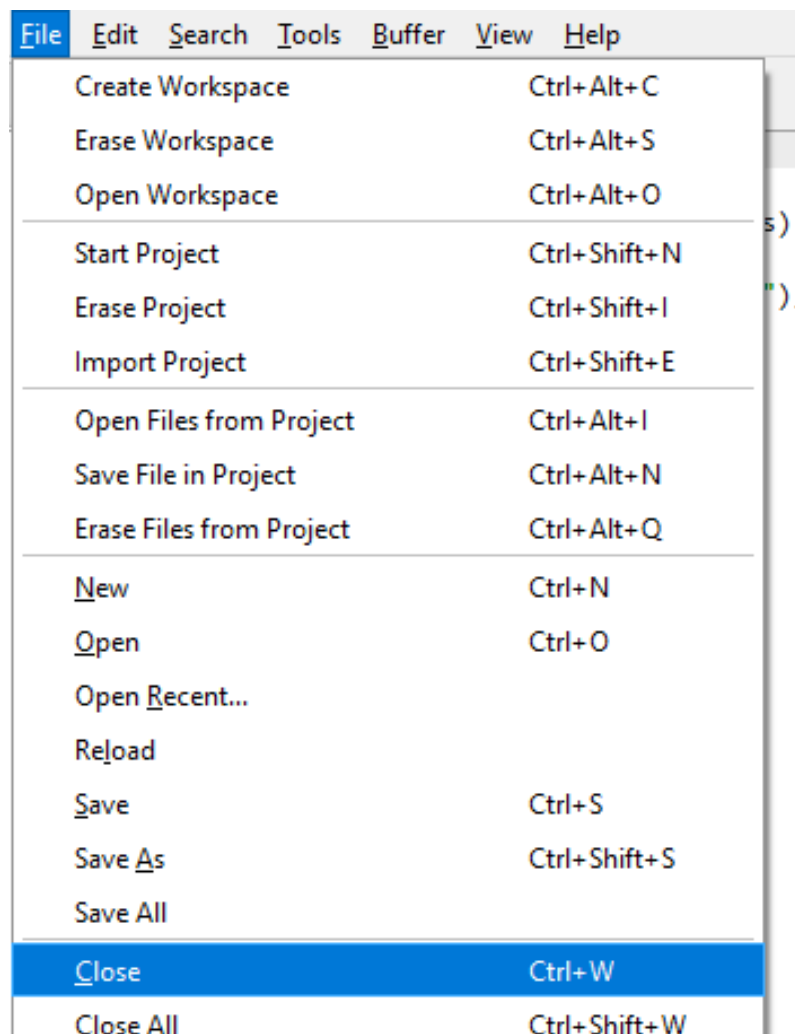 File Edit Search Tools Buffer View Help
Create Workspace Ctrl+Alt+C
Erase Workspace Ctrl+Alt+S
Open Workspace Ctrl+Alt+O
s)
Start Project Ctrl+Shift+N
")
Erase Project Ctrl+Shift+I
Import Project Ctrl+Shift+E
Open Files from Project Ctrl+Alt+I
Save File in Project Ctrl+Alt+N
Erase Files from Project Ctrl+Alt+Q
New Ctrl+N
Open Ctrl+O
Open Recent...
Reload
Save Ctrl+S
Save As Ctrl+Shift+S
Save All
Close Ctrl+W
Close All Ctrl+Shift+W